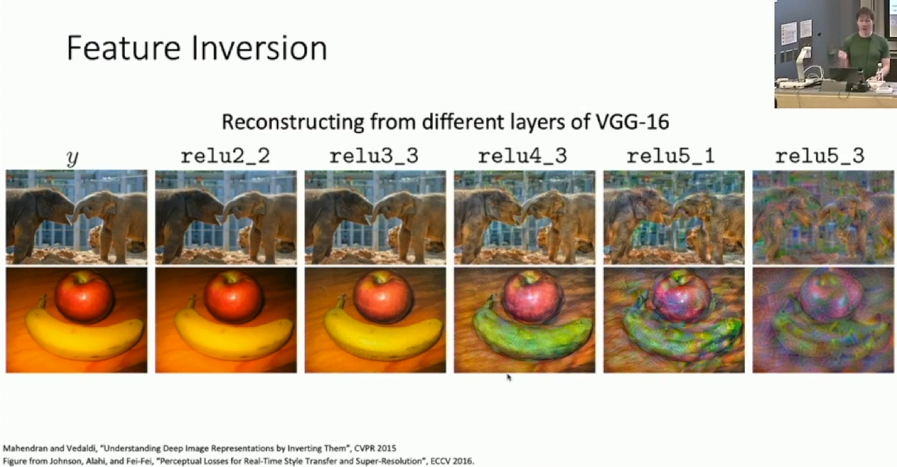 Feature Inversion
Reconstructing from different layers of VGG-16
y relu2_2 relu3_3 relu4_3 relu5_1 relu5_3
Mahendran and Vedaldi, "Understanding Deep Image Representations by Inverting Them", CVPR 2015
Figure from Johnson, Alahi, and Fei-Fei, "Perceptual Losses for Real-Time Style Transfer and Super-Resolution", ECCV 2016.